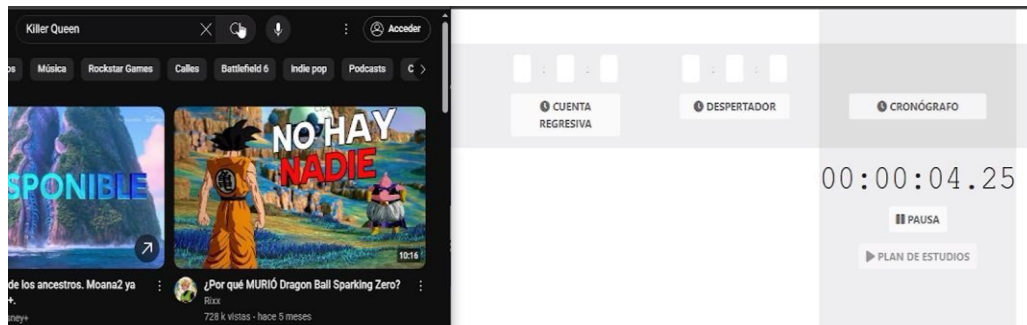 Killer Queen
Acceder
os Música Rockstar Games Calles Battlefield 6 Indie pop Podcasts C
SPONIBLE
NO HAY
NADIE
10:16
de los ancestros. Moana2 ya
+.
sney+
¿Por qué MURIÓ Dragon Ball Sparking Zero?
Rixx
728 k vistas · hace 5 meses
: :
CUENTA
REGRESIVA
: :
DESPERTADOR
CRONÓGRAFO
00:00:04.25
PAUSA
PLAN DE ESTUDIOS